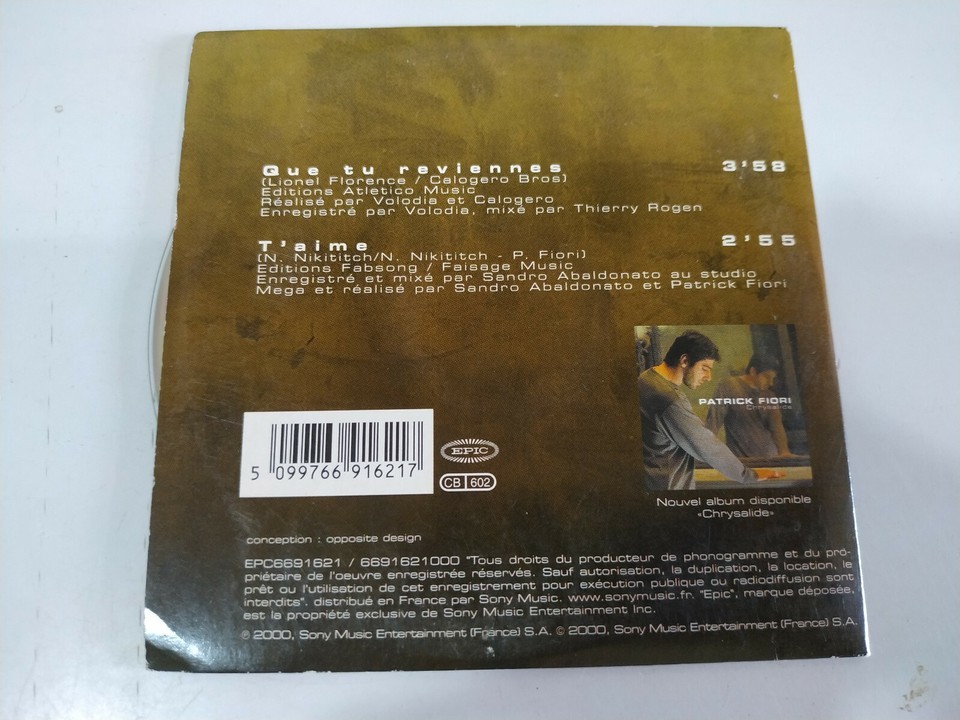 Que tu reviennes 3'58
(Lionel Florence / Calogero Bros)
Editions Atletico Music
Réalisé par Volodia et Calogero
Enregistré par Volodia, mixé par Thierry Rogen
T'aime 2'55
(N. Nikititch/N. Nikititch - P. Fiori)
Editions Fabsong / Faisage Music
Enregistré et mixé par Sandro Abaldonato au studio
Mega et réalisé par Sandro Abaldonato et Patrick Fiori
PATRICK FIORI
Chrysalide
5 099766 916217
EPIC
CB 602
Nouvel album disponible
«Chrysalide»
conception : opposite design
EPC6691621 / 6691621000 "Tous droits du producteur de phonogramme et du pro-
priétaire de l'oeuvre enregistrée réservés. Sauf autorisation, la duplication, la location, le
prêt ou l'utilisation de cet enregistrement pour exécution publique ou radiodiffusion sont
interdits". distribué en France par Sony Music. www.sonymusic.fr. "Epic", marque déposée,
est la propriété exclusive de Sony Music Entertainment Inc.
℗ 2000, Sony Music Entertainment (France) S.A. © 2000, Sony Music Entertainment (France) S.A.